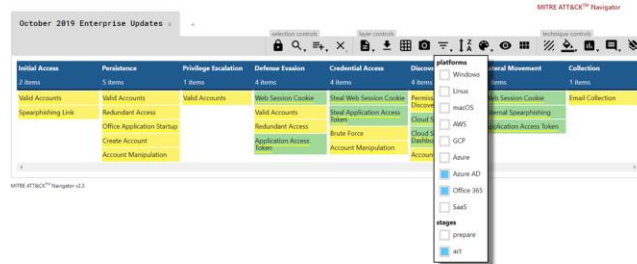 MITRE ATT&CK™ Navigator
October 2019 Enterprise Updates x +
selection controls layer controls technique controls
Initial Access Persistence Privilege Escalation Defense Evasion Credential Access Lateral Movement Collection
2 items 5 items 1 items 4 items 4 items 4 items 3 items 1 items
Valid Accounts Valid Accounts Valid Accounts Web Session Cookie Steal Web Session Cookie Web Session Cookie Email Collection
Spearphishing Link Redundant Access Valid Accounts Steal Application Access Token Internal Spearphishing
Office Application Startup Redundant Access Brute Force Application Access Token
Create Account Application Access Token Account Manipulation
Account Manipulation
platforms
Windows
Linux
macOS
AWS
GCP
Azure
Azure AD
Office 365
SaaS
stages
prepare
act
MITRE ATT&CK™ Navigator v2.3